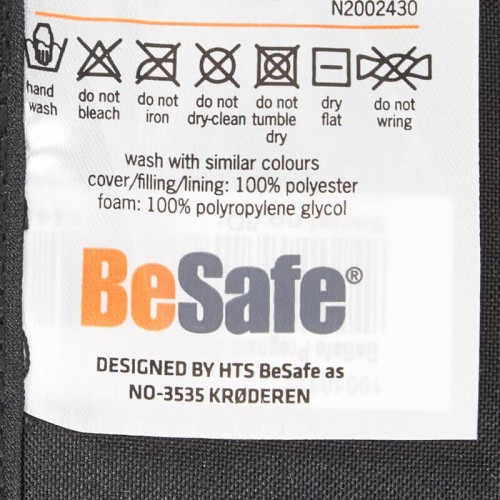 N2002430
hand wash
do not bleach
do not iron
do not dry-clean
do not tumble dry
dry flat
do not wring
wash with similar colours
cover/filling/lining: 100% polyester
foam: 100% polypropylene glycol
BeSafe®
DESIGNED BY HTS BeSafe as
NO-3535 KRØDEREN